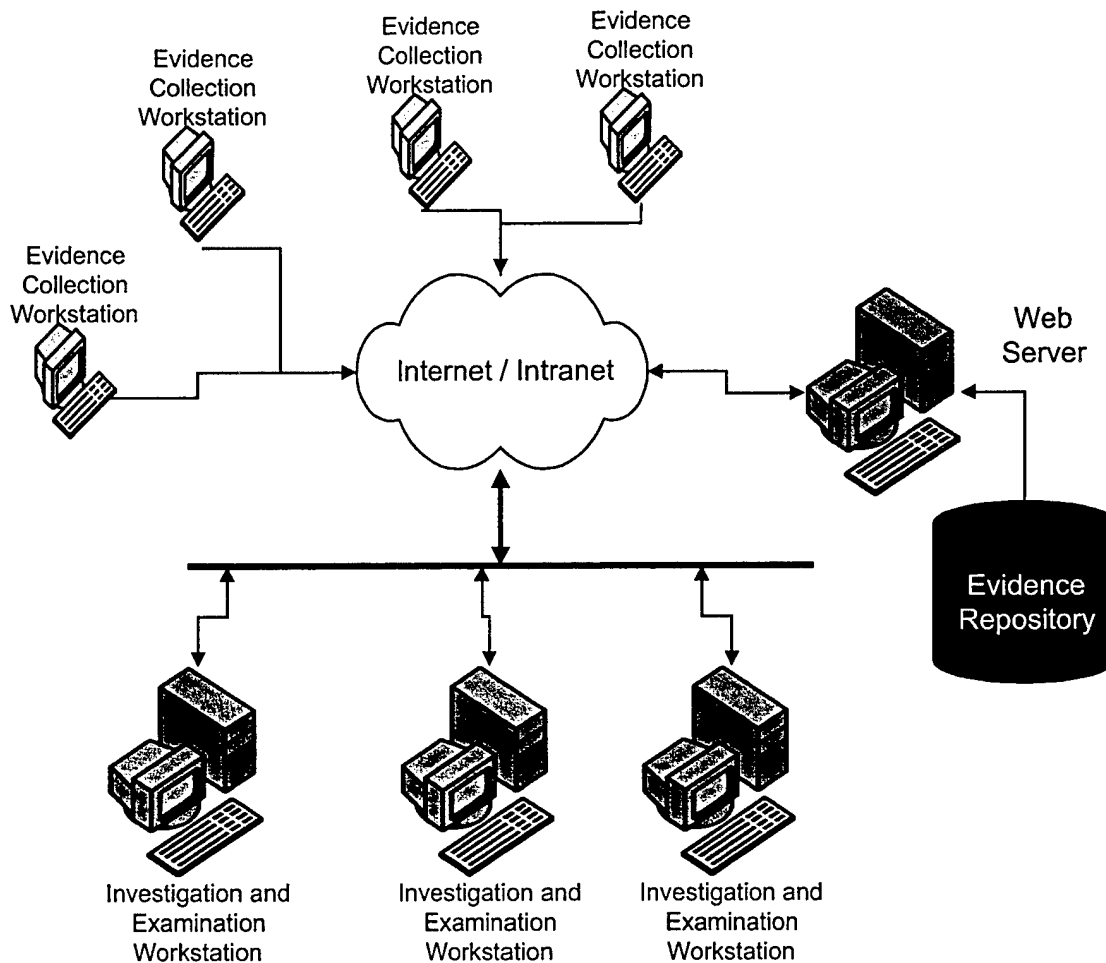 Evidence
Collection
Workstation
Evidence
Collection
Workstation
Evidence
Collection
Workstation
Evidence
Collection
Workstation
Internet / Intranet
Web
Server
Evidence
Repository
Investigation and
Examination
Workstation
Investigation and
Examination
Workstation
Investigation and
Examination
Workstation